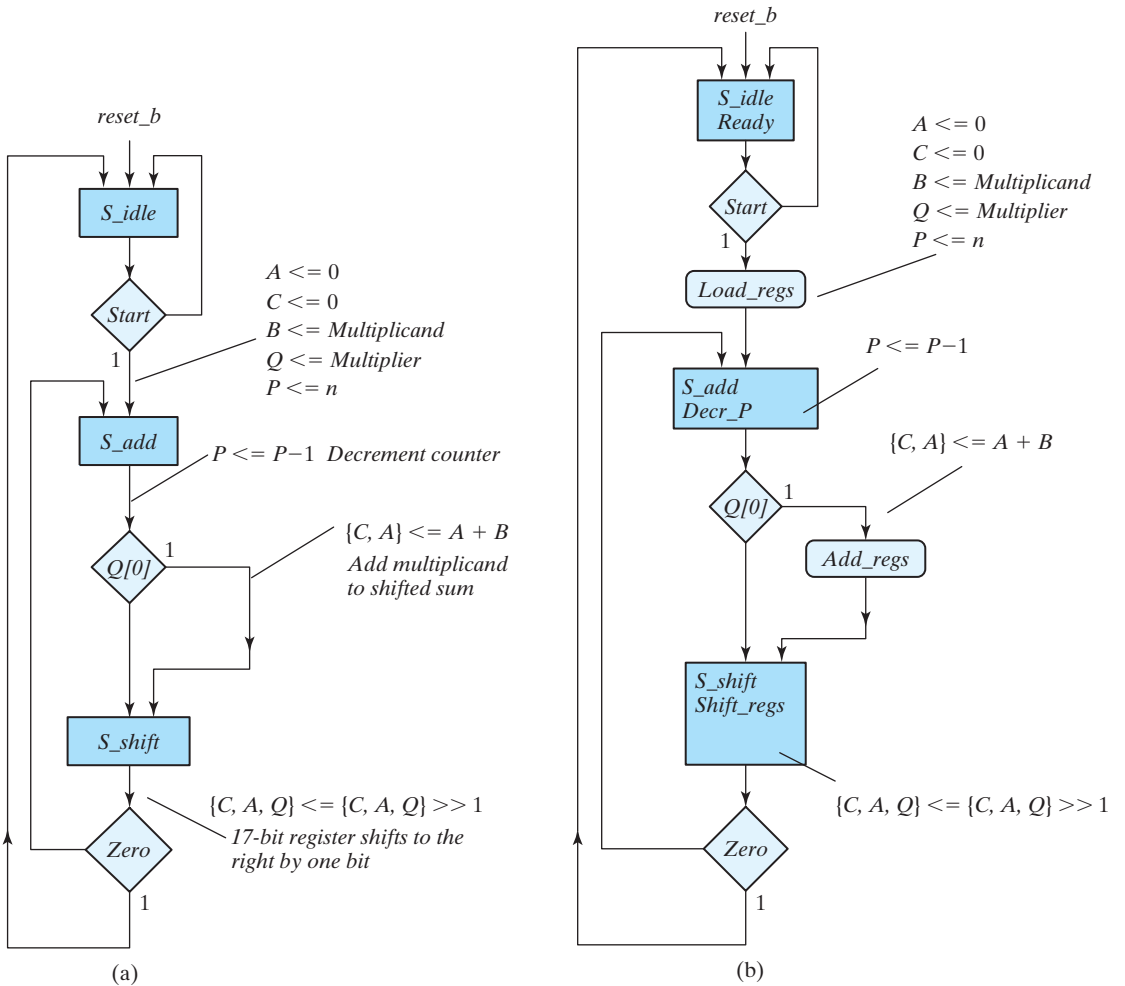 reset_b
S_idle
Start
1
A <= 0
C <= 0
B <= Multiplicand
Q <= Multiplier
P <= n
S_add
P <= P−1 Decrement counter
Q[0]
1
{C, A} <= A + B
Add multiplicand
to shifted sum
S_shift
{C, A, Q} <= {C, A, Q} >> 1
17-bit register shifts to the
right by one bit
Zero
1
(a)
reset_b
S_idle
Ready
Start
1
A <= 0
C <= 0
B <= Multiplicand
Q <= Multiplier
P <= n
Load_regs
P <= P−1
S_add
Decr_P
{C, A} <= A + B
Q[0]
1
Add_regs
S_shift
Shift_regs
{C, A, Q} <= {C, A, Q} >> 1
Zero
1
(b)